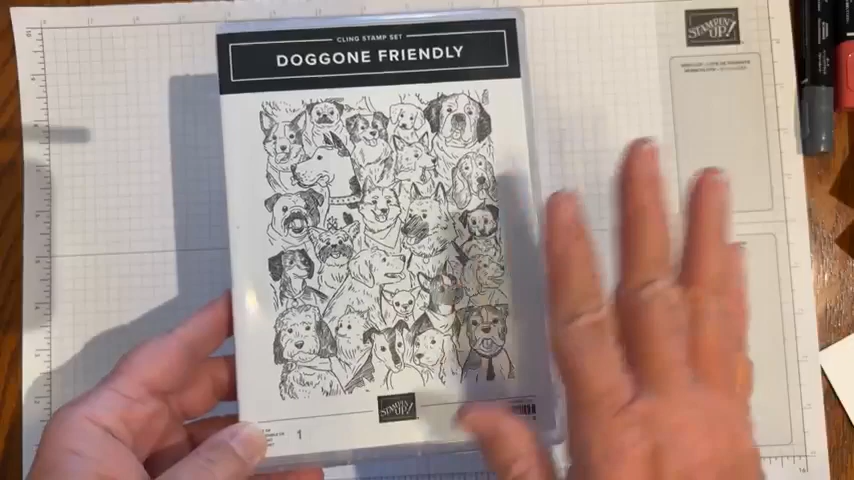 CLING STAMP SET
DOGGONE FRIENDLY
STAMPIN' UP!
1
STAMPIN' UP!